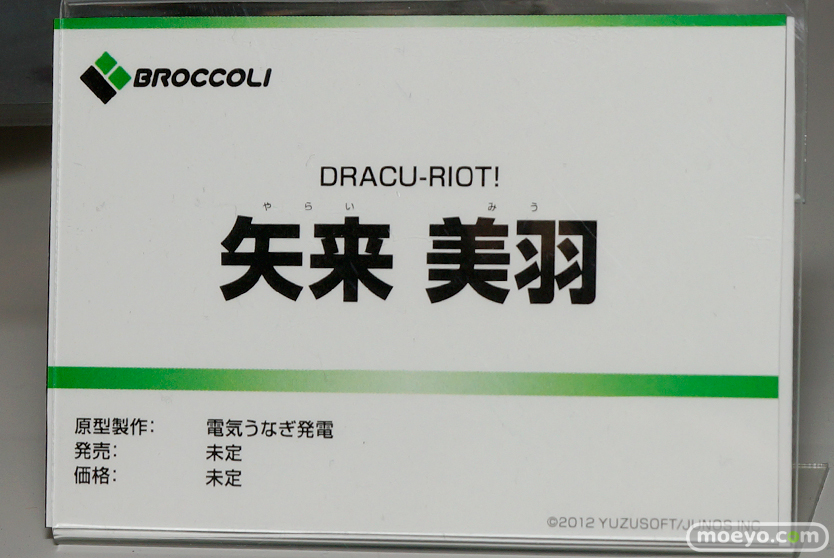 BROCCOLI
DRACU-RIOT!
やらい みう
矢来 美羽
原型製作: 電気うなぎ発電
発売: 未定
価格: 未定
©2012 YUZUSOFT/JUNOS,INC.
moeyo.com